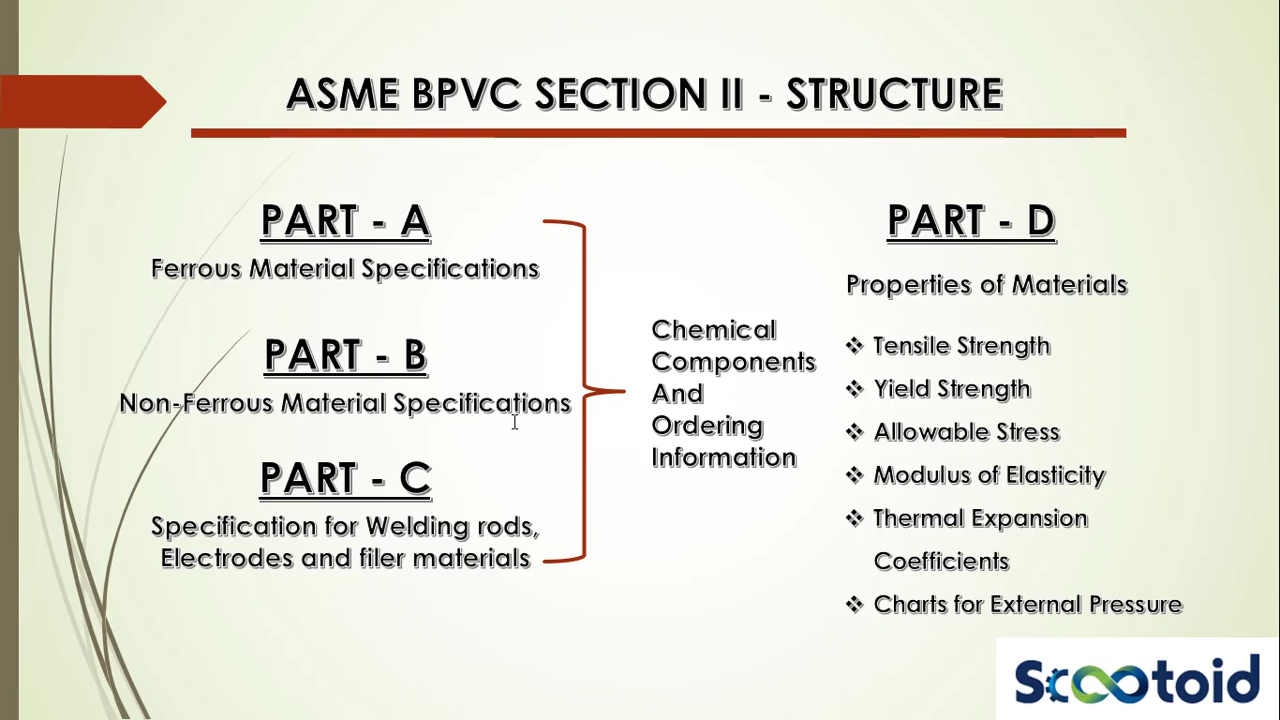 ASME BPVC SECTION II - STRUCTURE
PART - A
Ferrous Material Specifications
PART - B
Non-Ferrous Material Specifications
PART - C
Specification for Welding rods,
Electrodes and filer materials
Chemical
Components
And
Ordering
Information
PART - D
Properties of Materials
❖ Tensile Strength
❖ Yield Strength
❖ Allowable Stress
❖ Modulus of Elasticity
❖ Thermal Expansion
Coefficients
❖ Charts for External Pressure
Scootoid